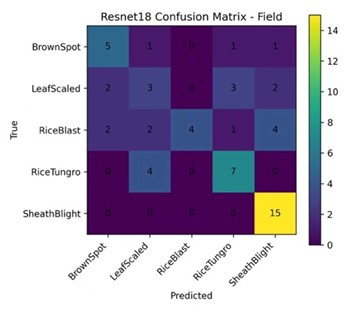 Resnet18 Confusion Matrix - Field
BrownSpot 5 1 0 1 1
LeafScaled 2 3 0 3 2
RiceBlast 2 2 4 1 4
RiceTungro 0 4 0 7 0
SheathBlight 0 0 0 0 15
BrownSpot LeafScaled RiceBlast RiceTungro SheathBlight
True
Predicted
14
12
10
8
6
4
2
0